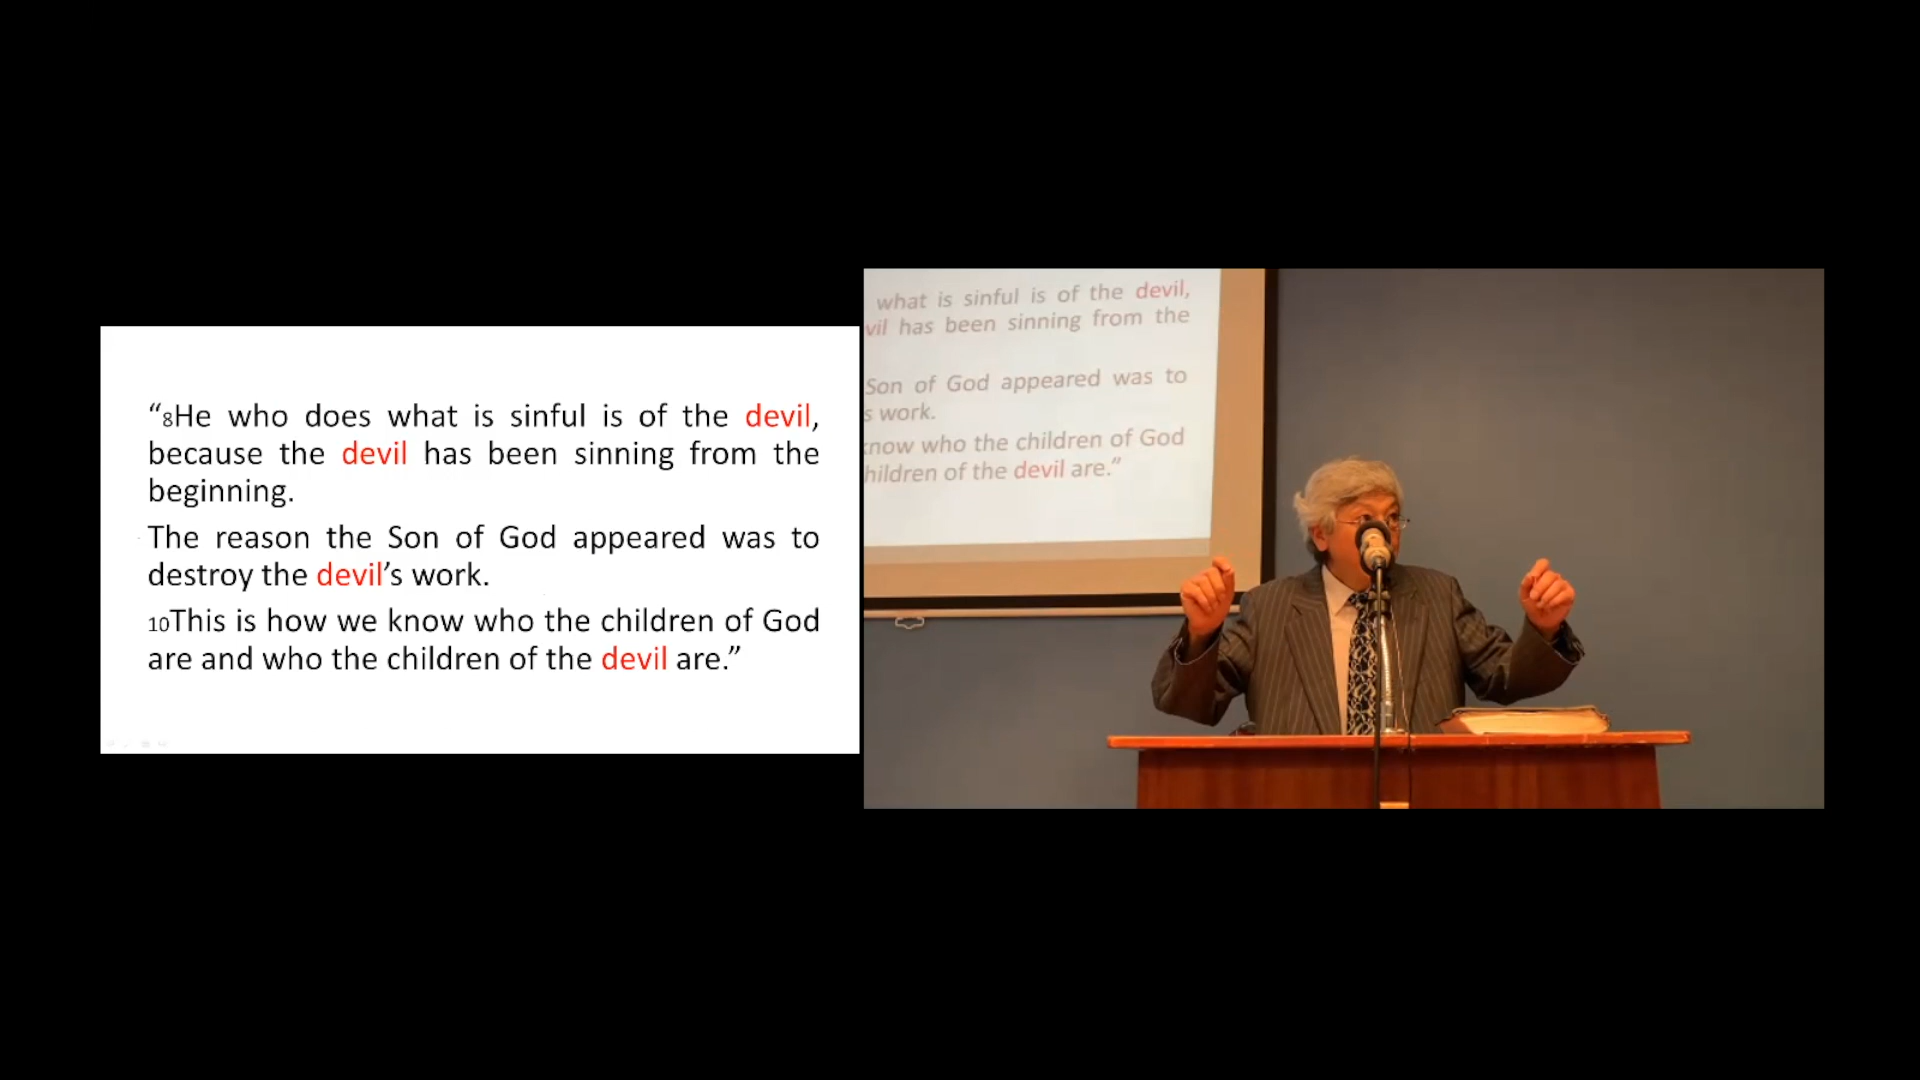 “8He who does what is sinful is of the devil,
because the devil has been sinning from the
beginning.
The reason the Son of God appeared was to
destroy the devil’s work.
10This is how we know who the children of God
are and who the children of the devil are.”
what is sinful is of the devil,
vil has been sinning from the
Son of God appeared was to
s work.
know who the children of God
hildren of the devil are.”